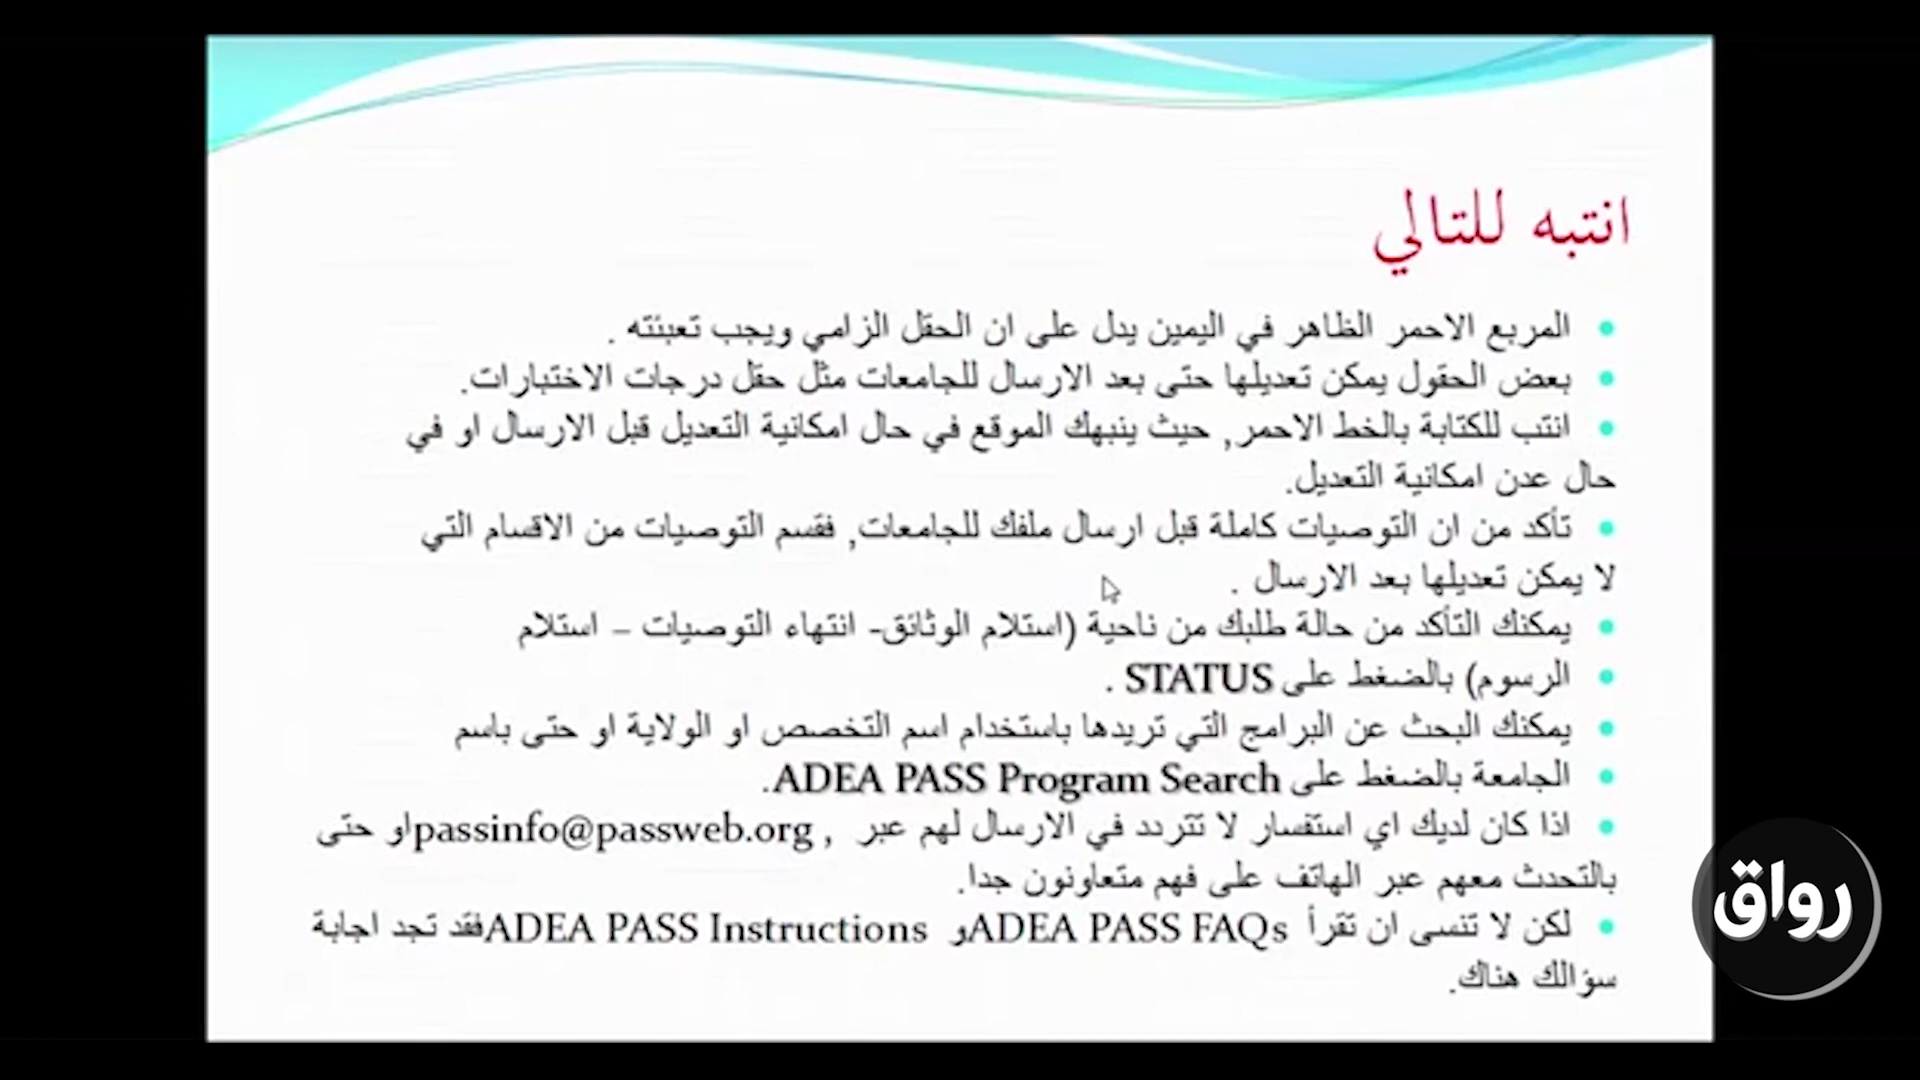 انتبه للتالي
المربع الاحمر الظاهر في اليمين يدل على ان الحقل الزامي ويجب تعبئته .
بعض الحقول يمكن تعديلها حتى بعد الارسال للجامعات مثل حقل درجات الاختبارات.
انتب للكتابة بالخط الاحمر, حيث ينبهك الموقع في حال امكانية التعديل قبل الارسال او في
حال عدن امكانية التعديل.
تأكد من ان التوصيات كاملة قبل ارسال ملفك للجامعات, فقسم التوصيات من الاقسام التي
لا يمكن تعديلها بعد الارسال .
يمكنك التأكد من حالة طلبك من ناحية (استلام الوثائق- انتهاء التوصيات – استلام
الرسوم) بالضغط على STATUS .
يمكنك البحث عن البرامج التي تريدها باستخدام اسم التخصص او الولاية او حتى باسم
الجامعة بالضغط على ADEA PASS Program Search.
اذا كان لديك اي استفسار لا تتردد في الارسال لهم عبر , passinfo@passweb.orgاو حتى
بالتحدث معهم عبر الهاتف على فهم متعاونون جدا.
لكن لا تنسى ان تقرأ ADEA PASS FAQsو ADEA PASS Instructionsفقد تجد اجابة
سؤالك هناك.
رواق